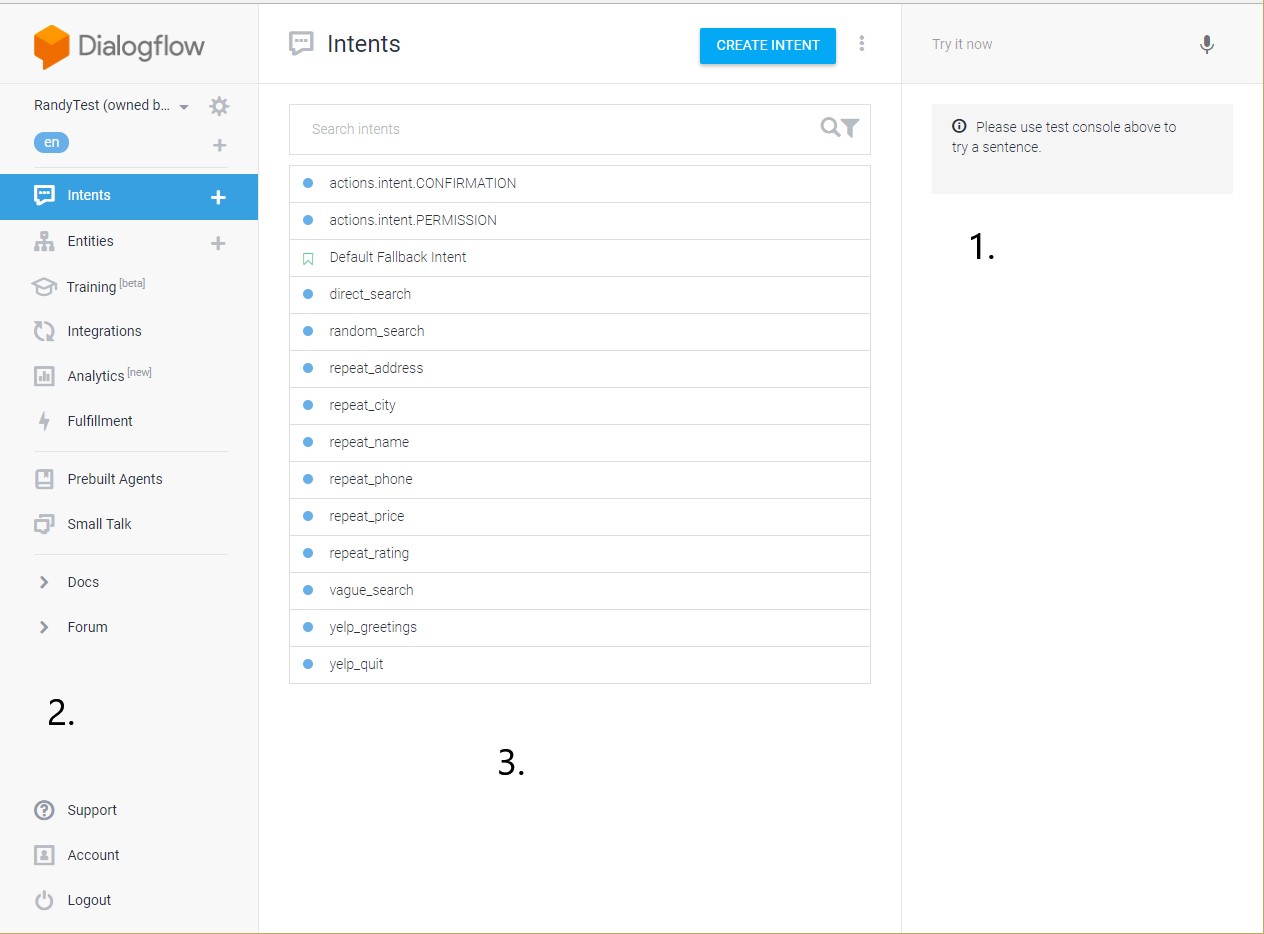 Dialogflow
RandyTest (owned b...
en
Intents
Entities
Training [beta]
Integrations
Analytics [new]
Fulfillment
Prebuilt Agents
Small Talk
Docs
Forum
2.
Support
Account
Logout
Intents
CREATE INTENT
Search intents
actions.intent.CONFIRMATION
actions.intent.PERMISSION
Default Fallback Intent
direct_search
random_search
repeat_address
repeat_city
repeat_name
repeat_phone
repeat_price
repeat_rating
vague_search
yelp_greetings
yelp_quit
3.
Try it now
Please use test console above to
try a sentence.
1.